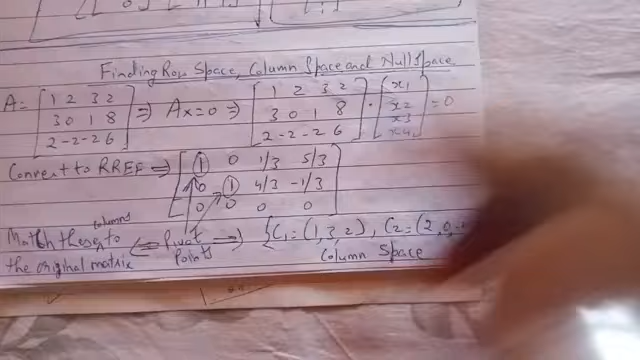 Finding Row Space, Column Space and Null Space
A = [1 2 3 2 ⇒ Ax=0 ⇒ [1 2 3 2 . [x1 = 0
3 0 1 8 3 0 1 8 x2
2 -2 -2 6] 2 -2 -2 6] x3
x4]
Convert to RREF ⇒ [1 0 1/3 5/3
0 1 4/3 -1/3
0 0 0 0]
Match these columns to ⇐ Pivot ⇒ {C1 = (1,3,2), C2 = (2,0,-
the original matrix points Column Space